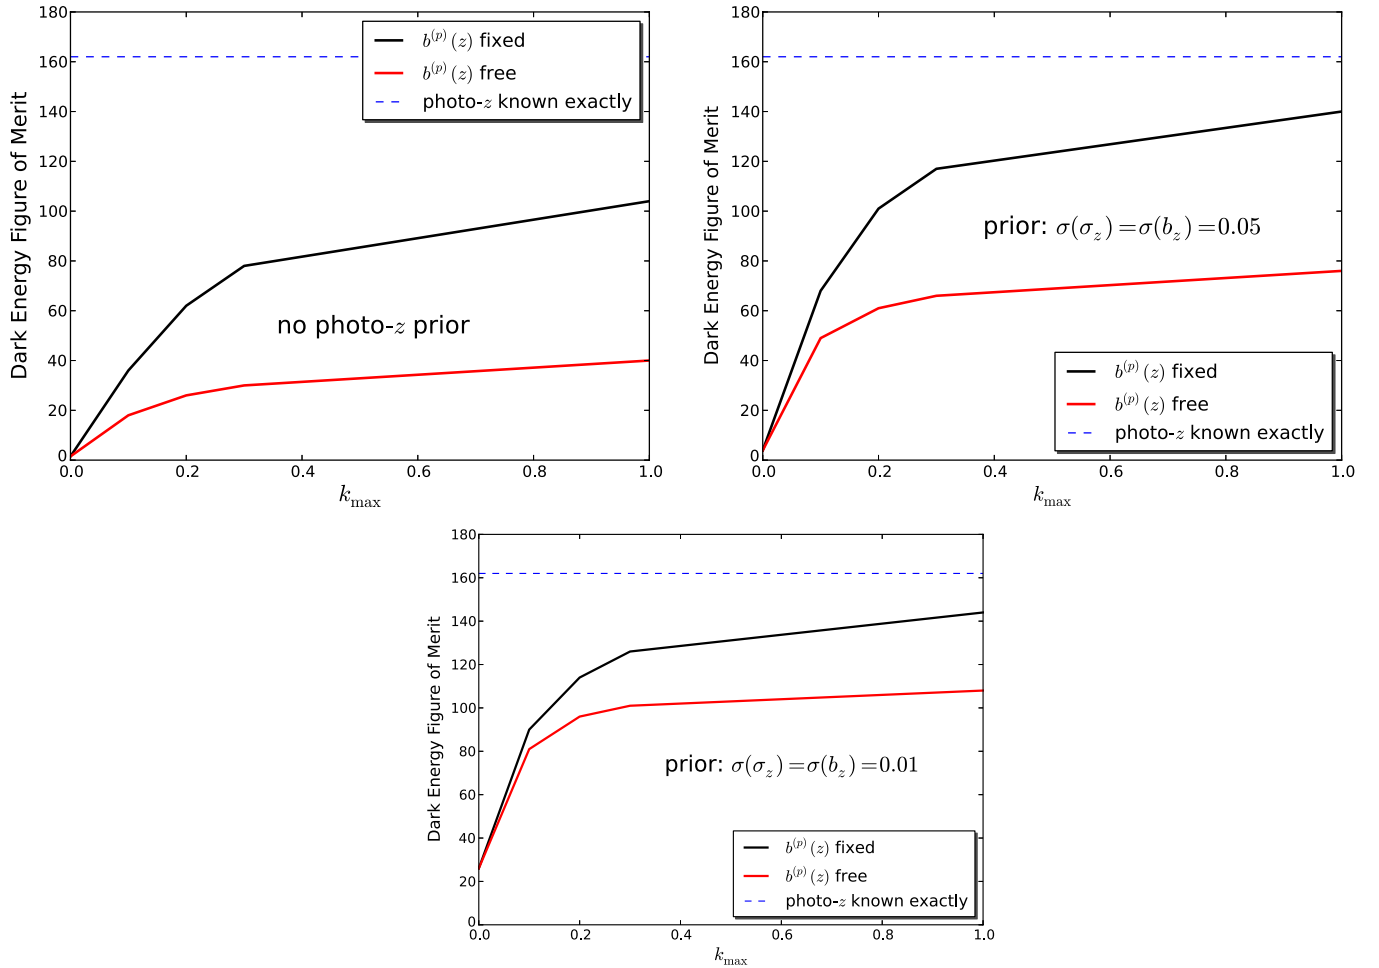 180
160
140
120
100
80
60
40
20
0
Dark Energy Figure of Merit
b^(p)(z) fixed
b^(p)(z) free
photo-z known exactly
no photo-z prior
0.0 0.2 0.4 0.6 0.8 1.0
k_max
180
160
140
120
100
80
60
40
20
0
Dark Energy Figure of Merit
prior: σ(σ_z)=σ(b_z)=0.05
b^(p)(z) fixed
b^(p)(z) free
photo-z known exactly
0.0 0.2 0.4 0.6 0.8 1.0
k_max
180
160
140
120
100
80
60
40
20
0
Dark Energy Figure of Merit
prior: σ(σ_z)=σ(b_z)=0.01
b^(p)(z) fixed
b^(p)(z) free
photo-z known exactly
0.0 0.2 0.4 0.6 0.8 1.0
k_max